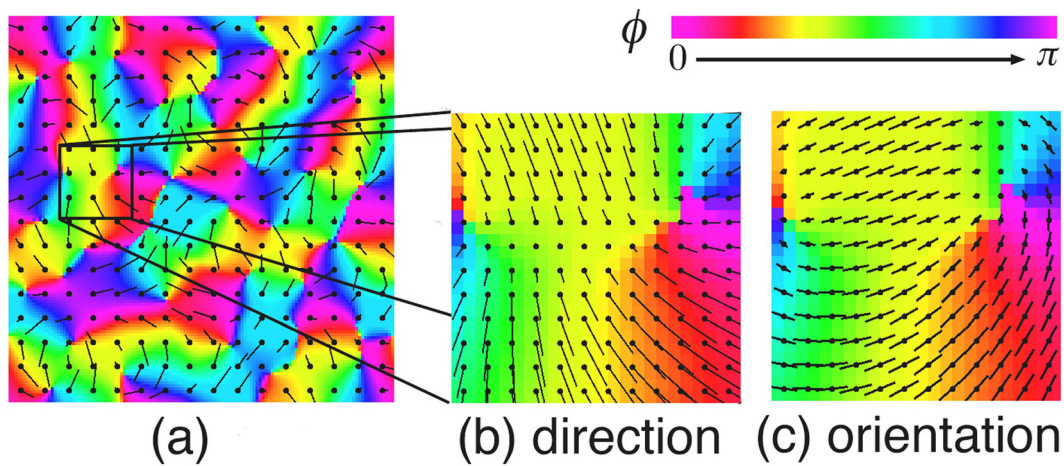 ϕ
0 π
(a) (b) direction (c) orientation